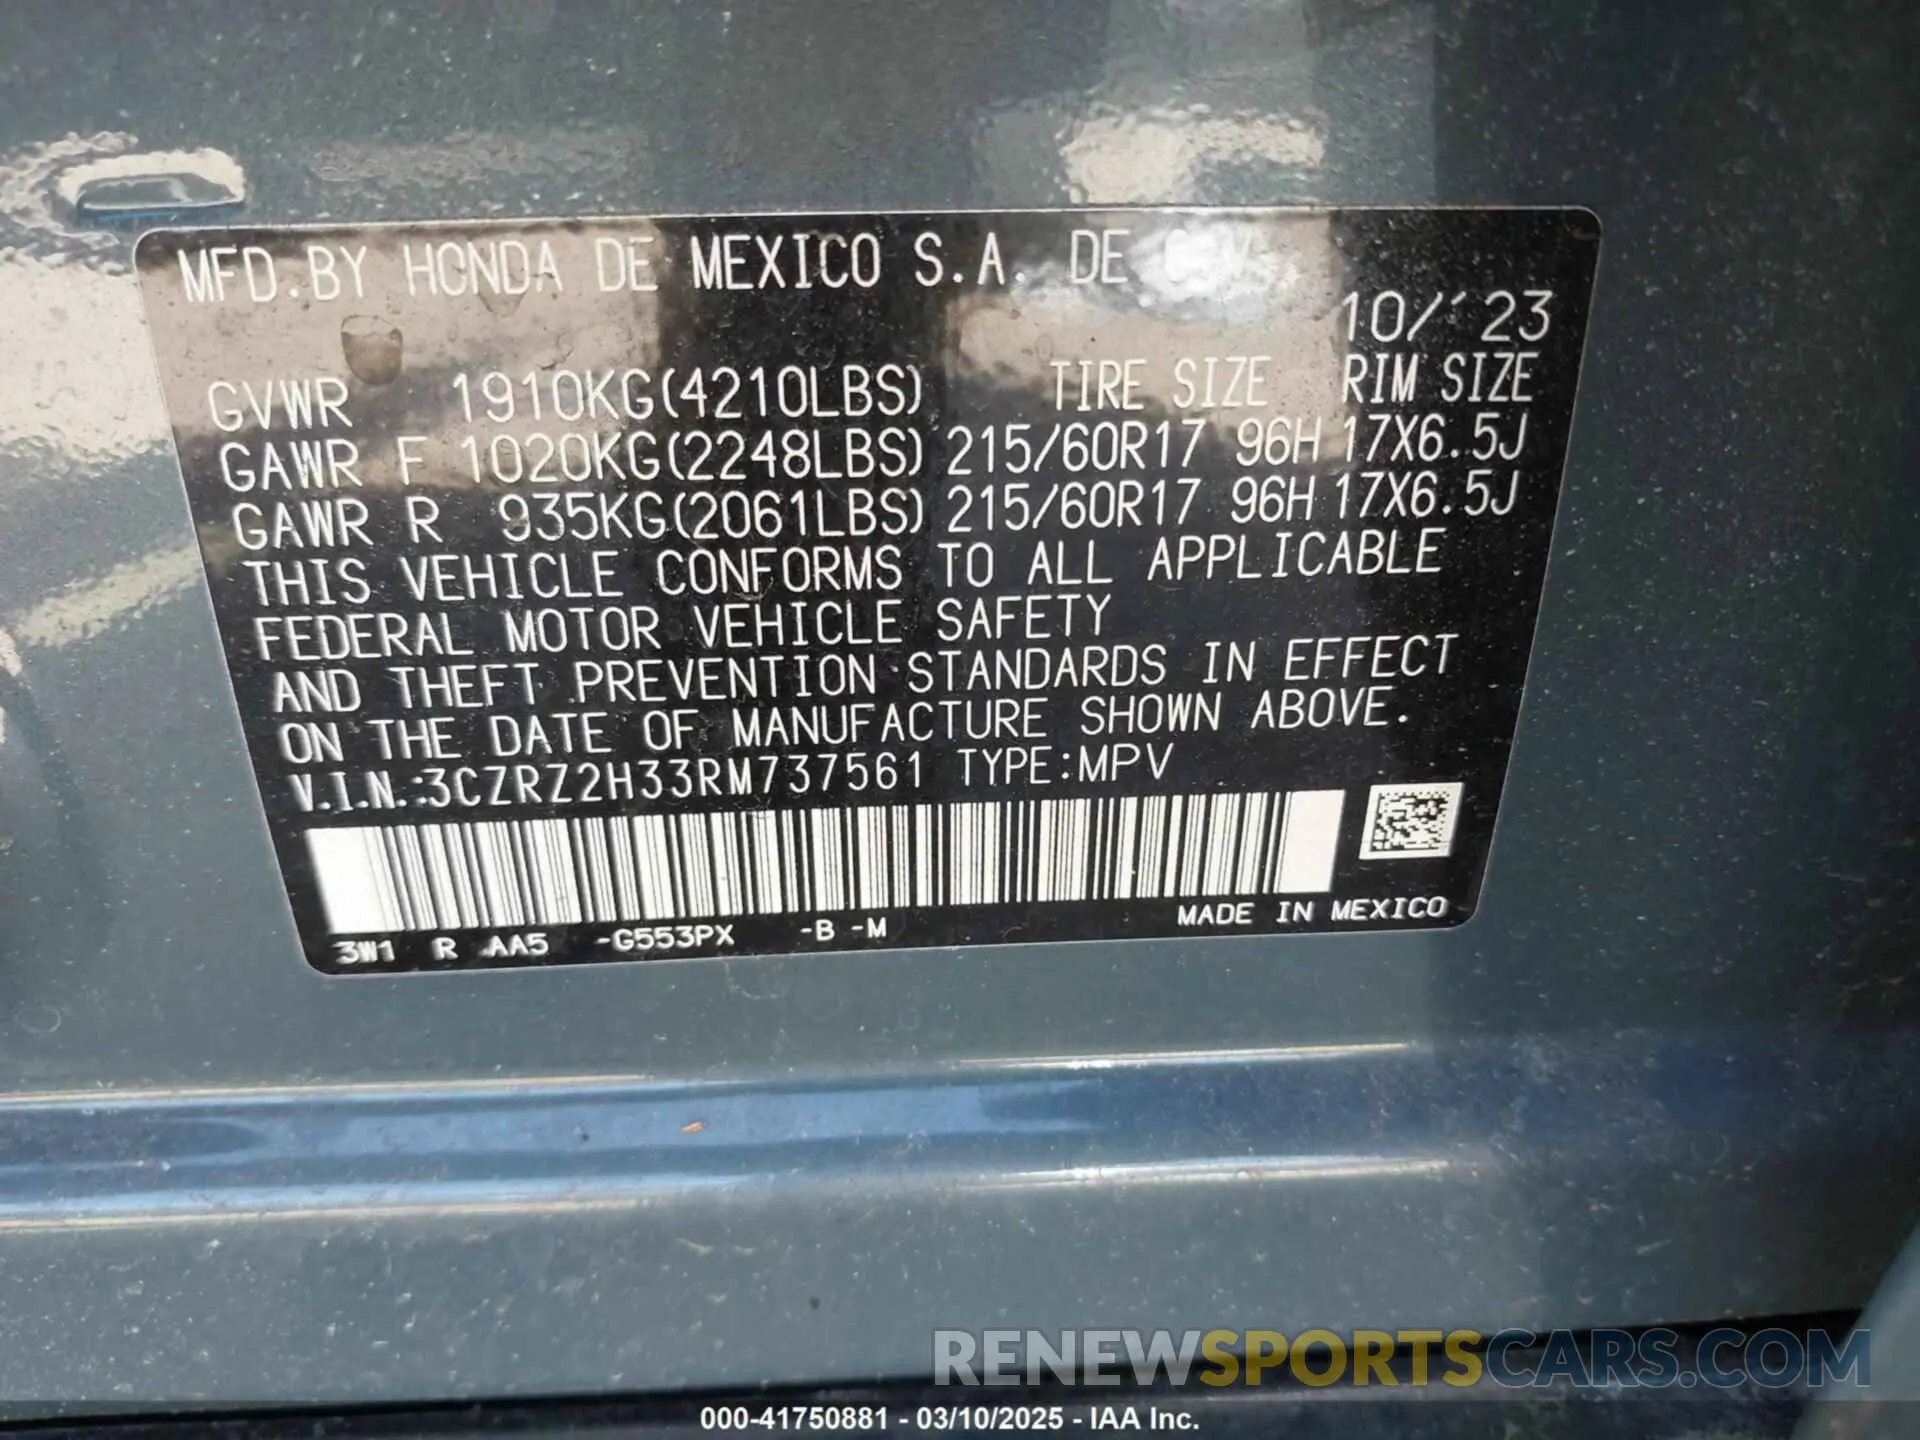 MFD.BY HONDA DE MEXICO S.A. DE C.V.
10/'23
GVWR 1910KG(4210LBS) TIRE SIZE RIM SIZE
GAWR F 1020KG(2248LBS) 215/60R17 96H 17X6.5J
GAWR R 935KG(2061LBS) 215/60R17 96H 17X6.5J
THIS VEHICLE CONFORMS TO ALL APPLICABLE
FEDERAL MOTOR VEHICLE SAFETY
AND THEFT PREVENTION STANDARDS IN EFFECT
ON THE DATE OF MANUFACTURE SHOWN ABOVE.
V.I.N.:3CZRZ2H33RM737561 TYPE:MPV
3W1 R AA5 -G553PX -B -M MADE IN MEXICO
RENEWSPORTSCARS.COM
000-41750881 - 03/10/2025 - IAA Inc.